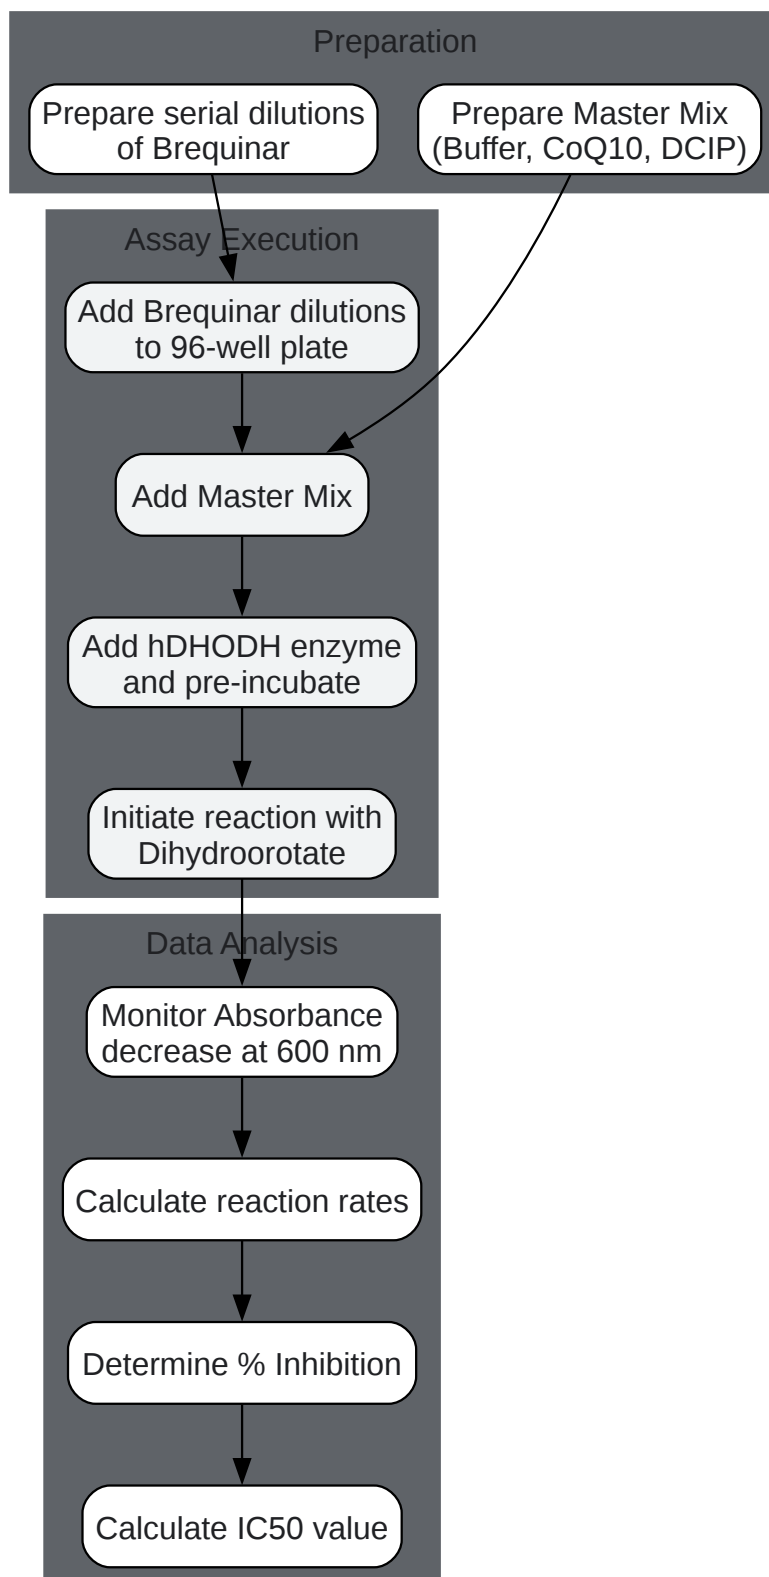 Preparation
Prepare serial dilutions
of Brequinar
Prepare Master Mix
(Buffer, CoQ10, DCIP)
Assay Execution
Add Brequinar dilutions
to 96-well plate
Add Master Mix
Add hDHODH enzyme
and pre-incubate
Initiate reaction with
Dihydroorotate
Data Analysis
Monitor Absorbance
decrease at 600 nm
Calculate reaction rates
Determine % Inhibition
Calculate IC50 value